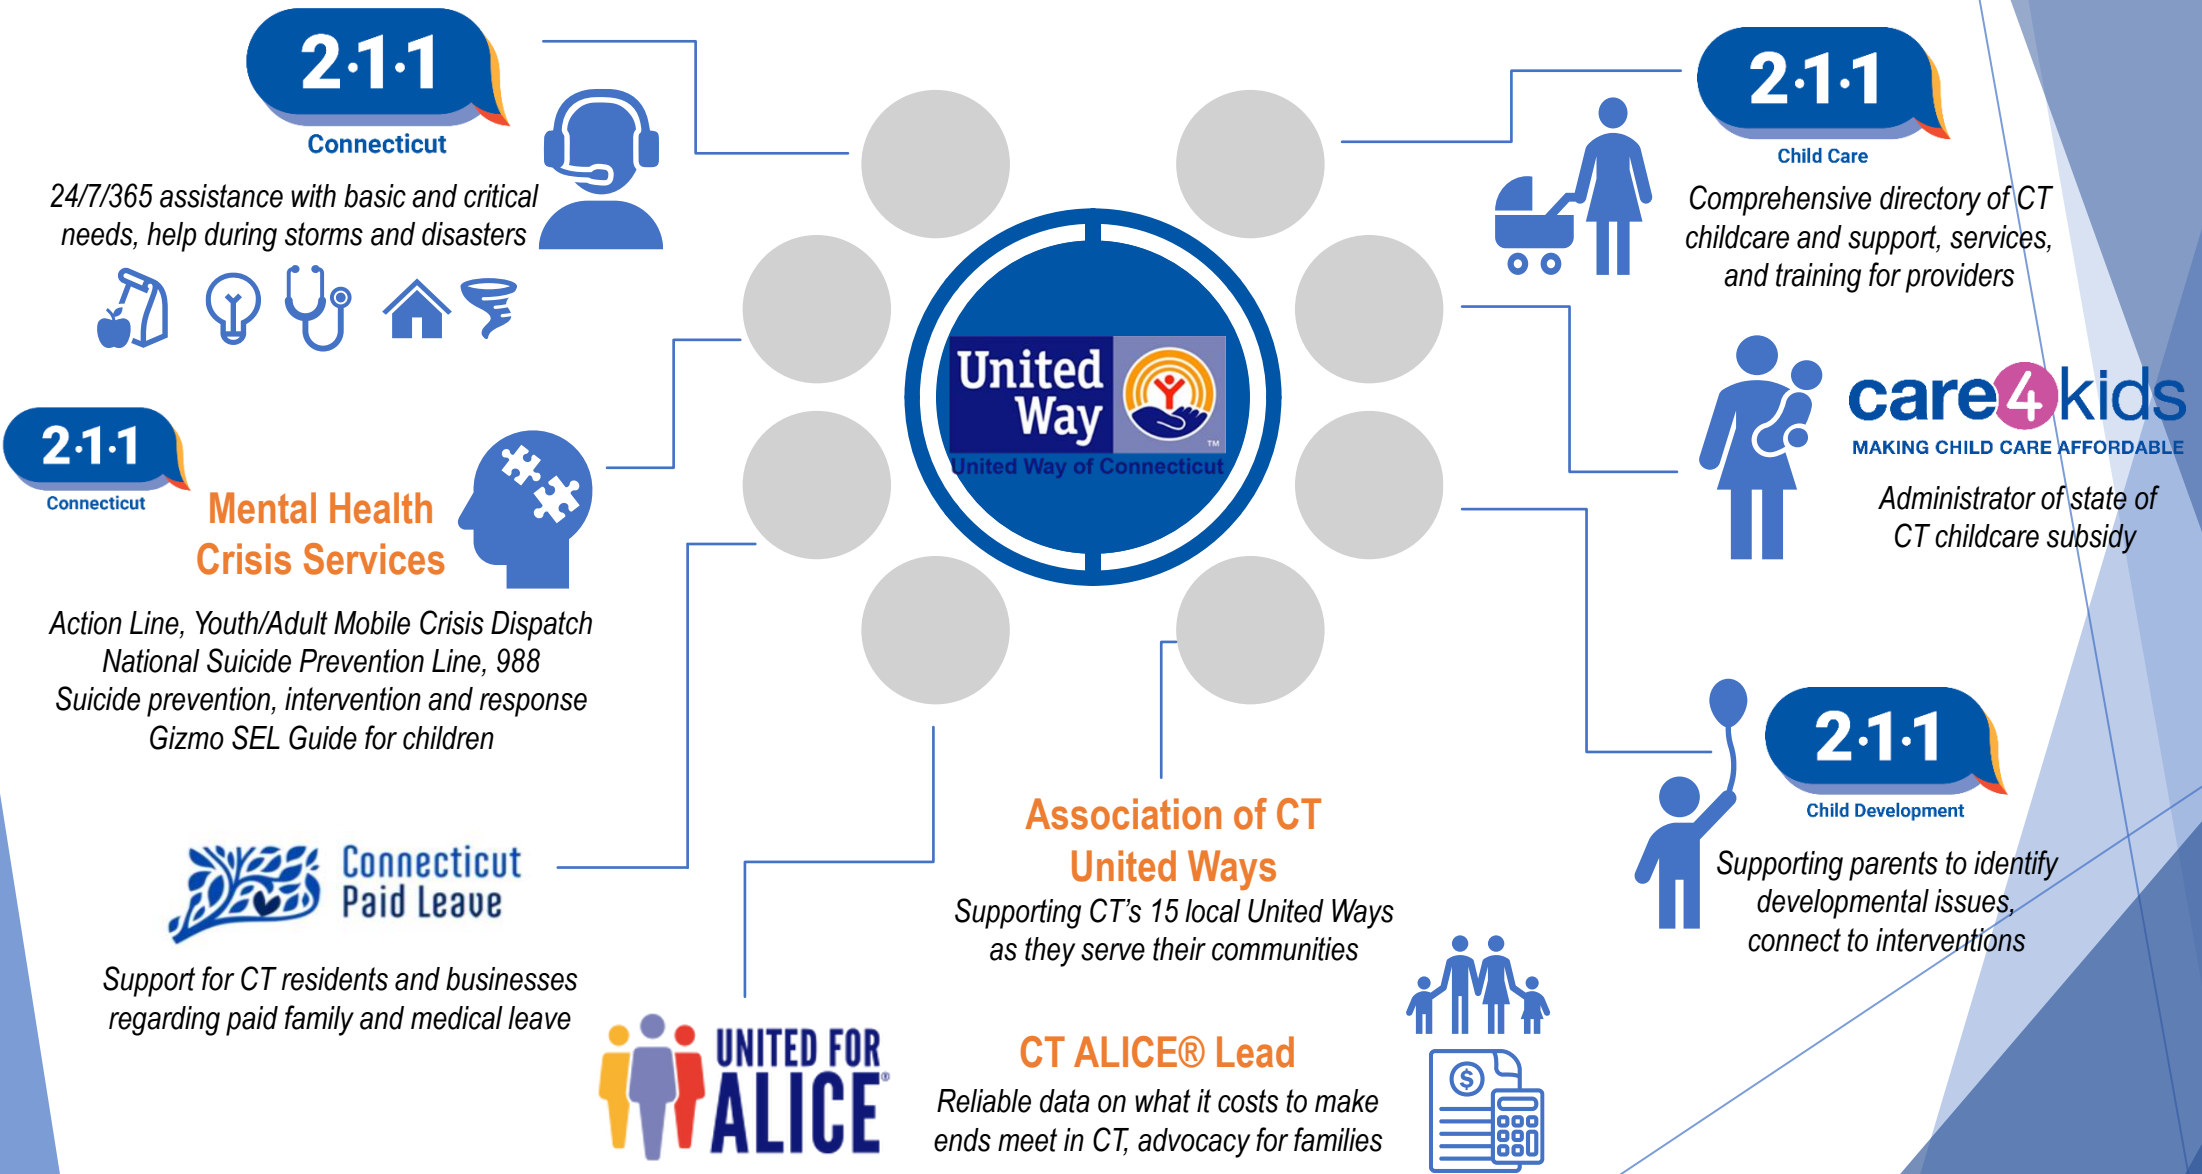 2·1·1
Connecticut
24/7/365 assistance with basic and critical
needs, help during storms and disasters
2·1·1
Connecticut
Mental Health
Crisis Services
Action Line, Youth/Adult Mobile Crisis Dispatch
National Suicide Prevention Line, 988
Suicide prevention, intervention and response
Gizmo SEL Guide for children
Connecticut
Paid Leave
Support for CT residents and businesses
regarding paid family and medical leave
UNITED FOR
ALICE®
United
Way
TM
United Way of Connecticut
Association of CT
United Ways
Supporting CT’s 15 local United Ways
as they serve their communities
CT ALICE® Lead
Reliable data on what it costs to make
ends meet in CT, advocacy for families
$
2·1·1
Child Care
Comprehensive directory of CT
childcare and support, services,
and training for providers
care4kids
MAKING CHILD CARE AFFORDABLE
Administrator of state of
CT childcare subsidy
2·1·1
Child Development
Supporting parents to identify
developmental issues,
connect to interventions